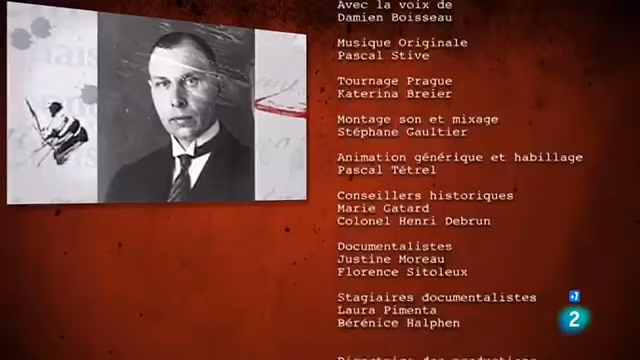 Avec la voix de
Damien Boisseau
Musique Originale
Pascal Stive
Tournage Prague
Katerina Breier
Montage son et mixage
Stéphane Gaultier
Animation générique et habillage
Pascal Tétrel
Conseillers historiques
Marie Gatard
Colonel Henri Debrun
Documentalistes
Justine Moreau
Florence Sitoleux
Stagiaires documentalistes
Laura Pimenta
Bérénice Halphen
+7
2